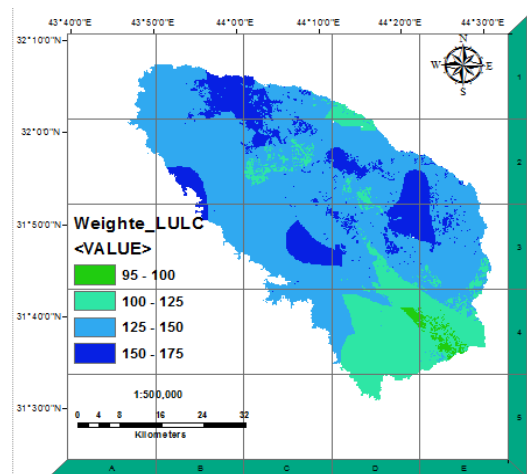 43°40'0"E 43°50'0"E 44°0'0"E 44°10'0"E 44°20'0"E 44°30'0"E
32°10'0"N
N
W E
S
1
32°0'0"N
2
31°50'0"N
Weighte_LULC
<VALUE>
3
95 - 100
100 - 125
31°40'0"N
125 - 150
4
150 - 175
1:500,000
31°30'0"N
0 4 8 16 24 32
5
Kilometers
A B C D E